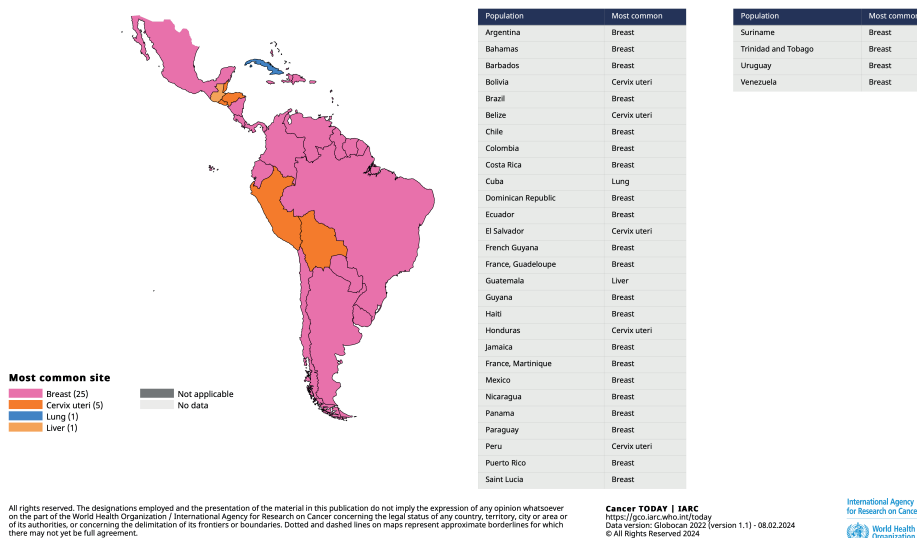 Population Most common
Argentina Breast
Bahamas Breast
Barbados Breast
Bolivia Cervix uteri
Brazil Breast
Belize Cervix uteri
Chile Breast
Colombia Breast
Costa Rica Breast
Cuba Lung
Dominican Republic Breast
Ecuador Breast
El Salvador Cervix uteri
French Guyana Breast
France, Guadeloupe Breast
Guatemala Liver
Guyana Breast
Haiti Breast
Honduras Cervix uteri
Jamaica Breast
France, Martinique Breast
Mexico Breast
Nicaragua Breast
Panama Breast
Paraguay Breast
Peru Cervix uteri
Puerto Rico Breast
Saint Lucia Breast
Population Most common
Suriname Breast
Trinidad and Tobago Breast
Uruguay Breast
Venezuela Breast
Most common site
Breast (25)
Cervix uteri (5)
Lung (1)
Liver (1)
Not applicable
No data
All rights reserved. The designations employed and the presentation of the material in this publication do not imply the expression of any opinion whatsoever
on the part of the World Health Organization / International Agency for Research on Cancer concerning the legal status of any country, territory, city or area or
of its authorities, or concerning the delimitation of its frontiers or boundaries. Dotted and dashed lines on maps represent approximate borderlines for which
there may not yet be full agreement.
Cancer TODAY | IARC
https://gco.iarc.who.int/today
Data version: Globocan 2022 (version 1.1) - 08.02.2024
© All Rights Reserved 2024
International Agency
for Research on Cancer
World Health
Organization